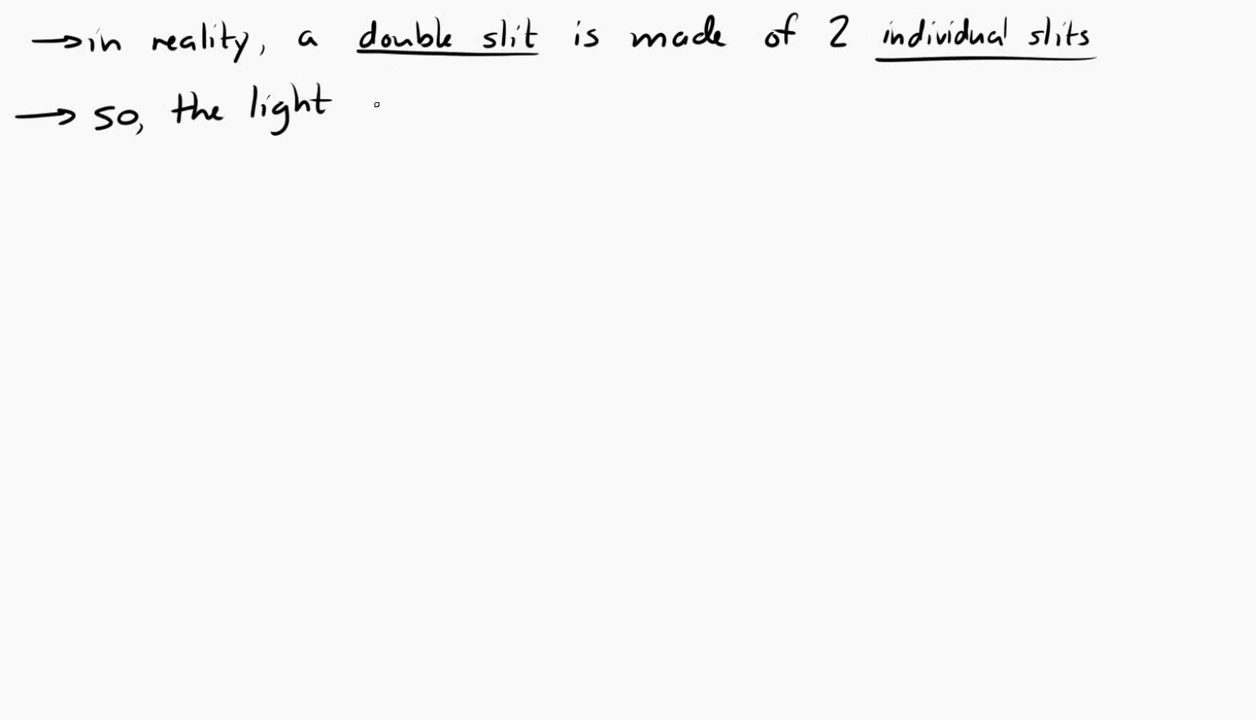 →in reality, a double slit is made of 2 individual slits
→ so, the light